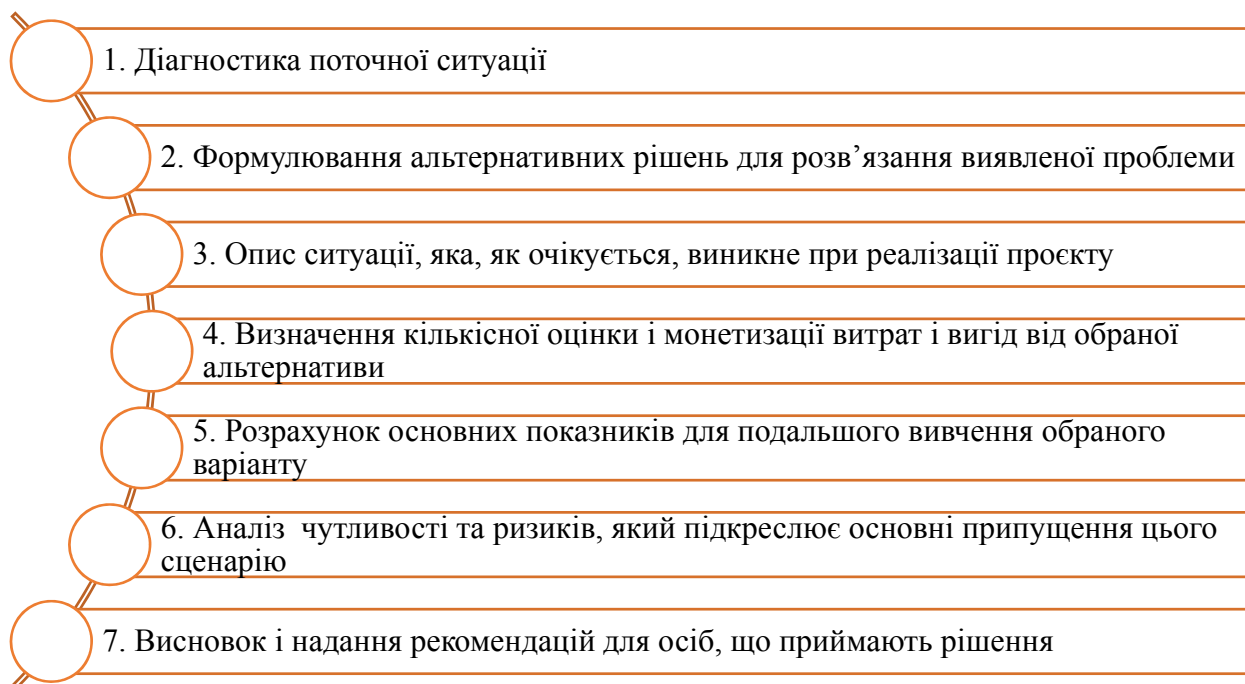 1. Діагностика поточної ситуації
2. Формулювання альтернативних рішень для розв’язання виявленої проблеми
3. Опис ситуації, яка, як очікується, виникне при реалізації проєкту
4. Визначення кількісної оцінки і монетизації витрат і вигід від обраної
альтернативи
5. Розрахунок основних показників для подальшого вивчення обраного
варіанту
6. Аналіз  чутливості та ризиків, який підкреслює основні припущення цього
сценарію
7. Висновок і надання рекомендацій для осіб, що приймають рішення